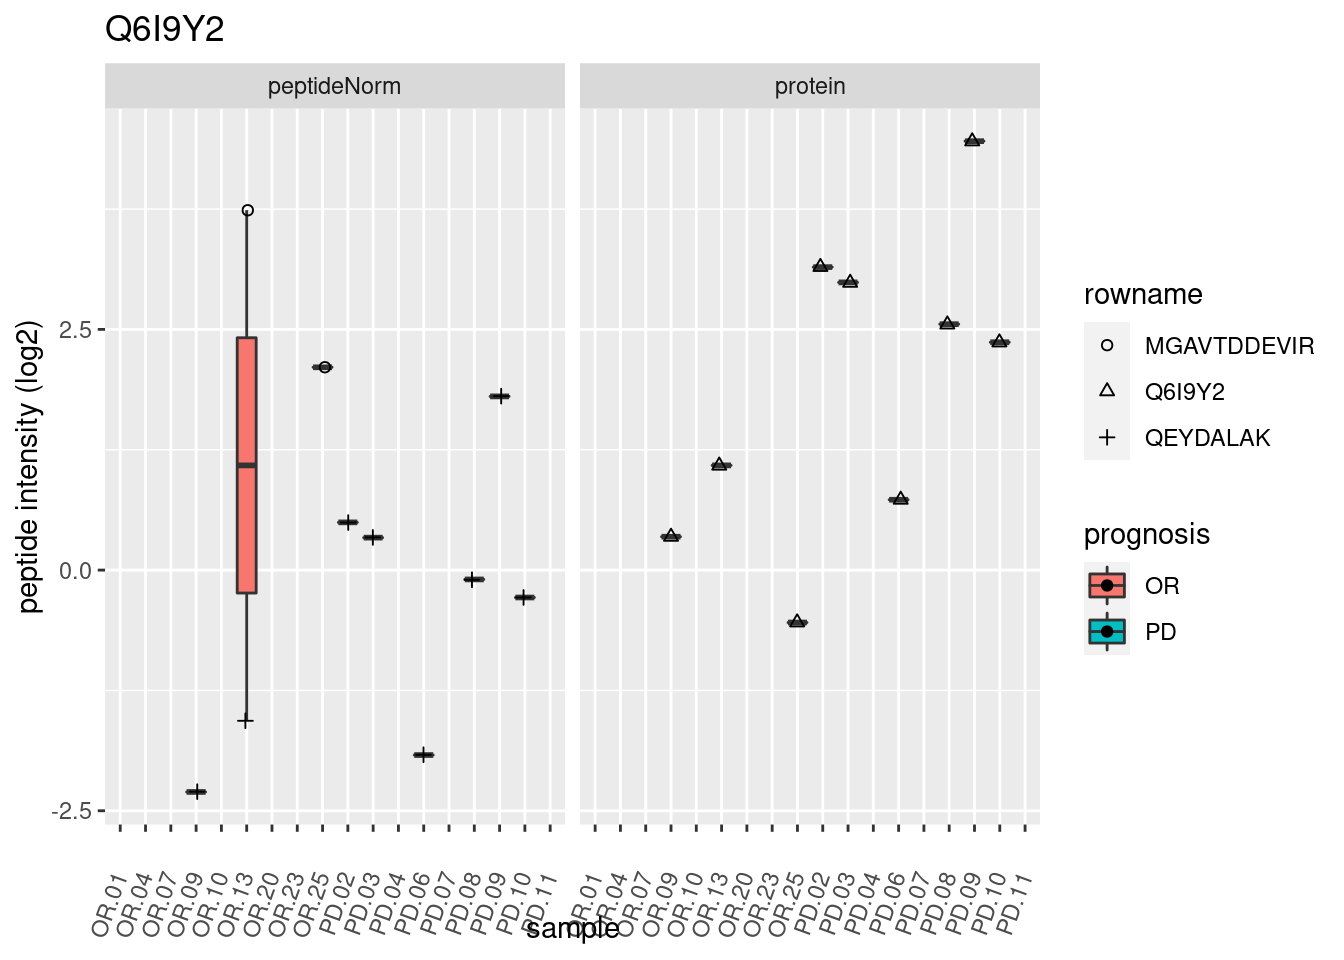 Q6I9Y2
peptideNorm
protein
peptide intensity (log2)
2.5
0.0
-2.5
OR.01
OR.04
OR.07
OR.09
OR.10
OR.13
OR.20
OR.23
OR.25
PD.02
PD.03
PD.04
PD.06
PD.07
PD.08
PD.09
PD.10
PD.11
OR.01
OR.04
OR.07
OR.09
OR.10
OR.13
OR.20
OR.23
OR.25
PD.02
PD.03
PD.04
PD.06
PD.07
PD.08
PD.09
PD.10
PD.11
sample
rowname
MGAVTDDEVIR
Q6I9Y2
QEYDALAK
prognosis
OR
PD